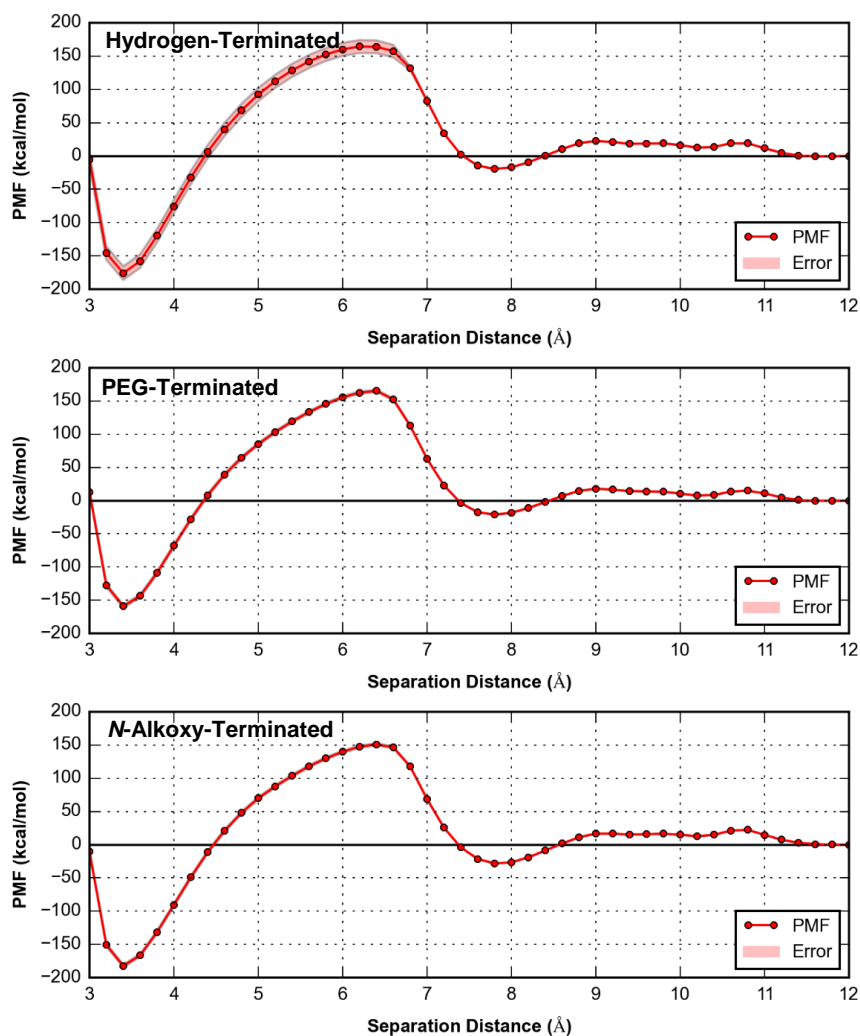 Hydrogen-Terminated
PMF (kcal/mol)
200
150
100
50
0
−50
−100
−150
−200
PMF
Error
3 4 5 6 7 8 9 10 11 12
Separation Distance (Å)
PEG-Terminated
PMF (kcal/mol)
200
150
100
50
0
−50
−100
−150
−200
PMF
Error
3 4 5 6 7 8 9 10 11 12
Separation Distance (Å)
N-Alkoxy-Terminated
PMF (kcal/mol)
200
150
100
50
0
−50
−100
−150
−200
PMF
Error
3 4 5 6 7 8 9 10 11 12
Separation Distance (Å)